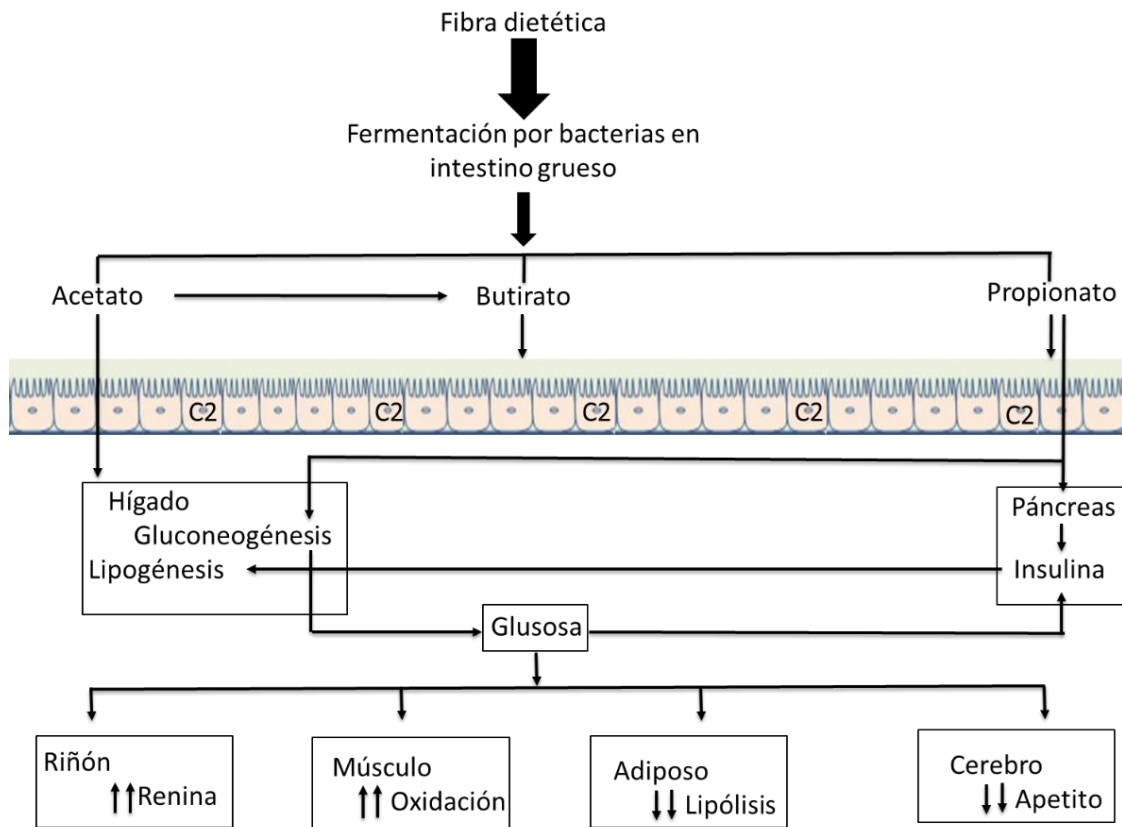 Fibra dietética
Fermentación por bacterias en
intestino grueso
Acetato
Butirato
Propionato
C2
C2
C2
C2
C2
Hígado
Gluconeogénesis
Lipogénesis
Páncreas
Insulina
Glusosa
Riñón
Renina
Músculo
Oxidación
Adiposo
Lipólisis
Cerebro
Apetito